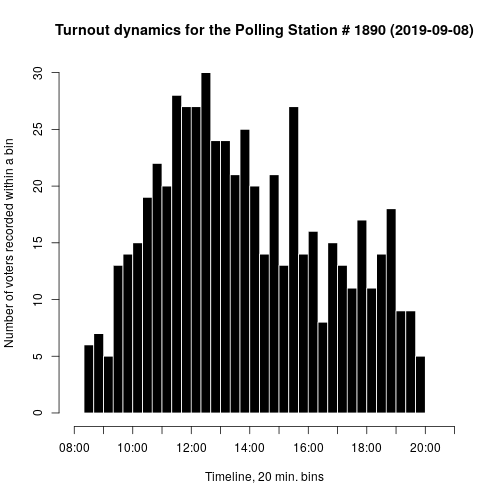 Turnout dynamics for the Polling Station # 1890 (2019-09-08)
Number of voters recorded within a bin
30
25
20
15
10
5
0
08:00 10:00 12:00 14:00 16:00 18:00 20:00
Timeline, 20 min. bins